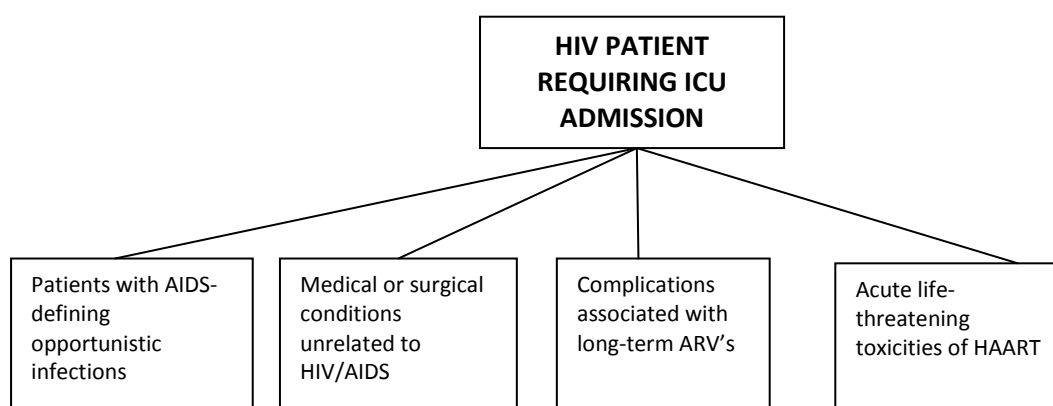 HIV PATIENT
REQUIRING ICU
ADMISSION
Patients with AIDS-
defining
opportunistic
infections
Medical or surgical
conditions
unrelated to
HIV/AIDS
Complications
associated with
long-term ARV’s
Acute life-
threatening
toxicities of HAART